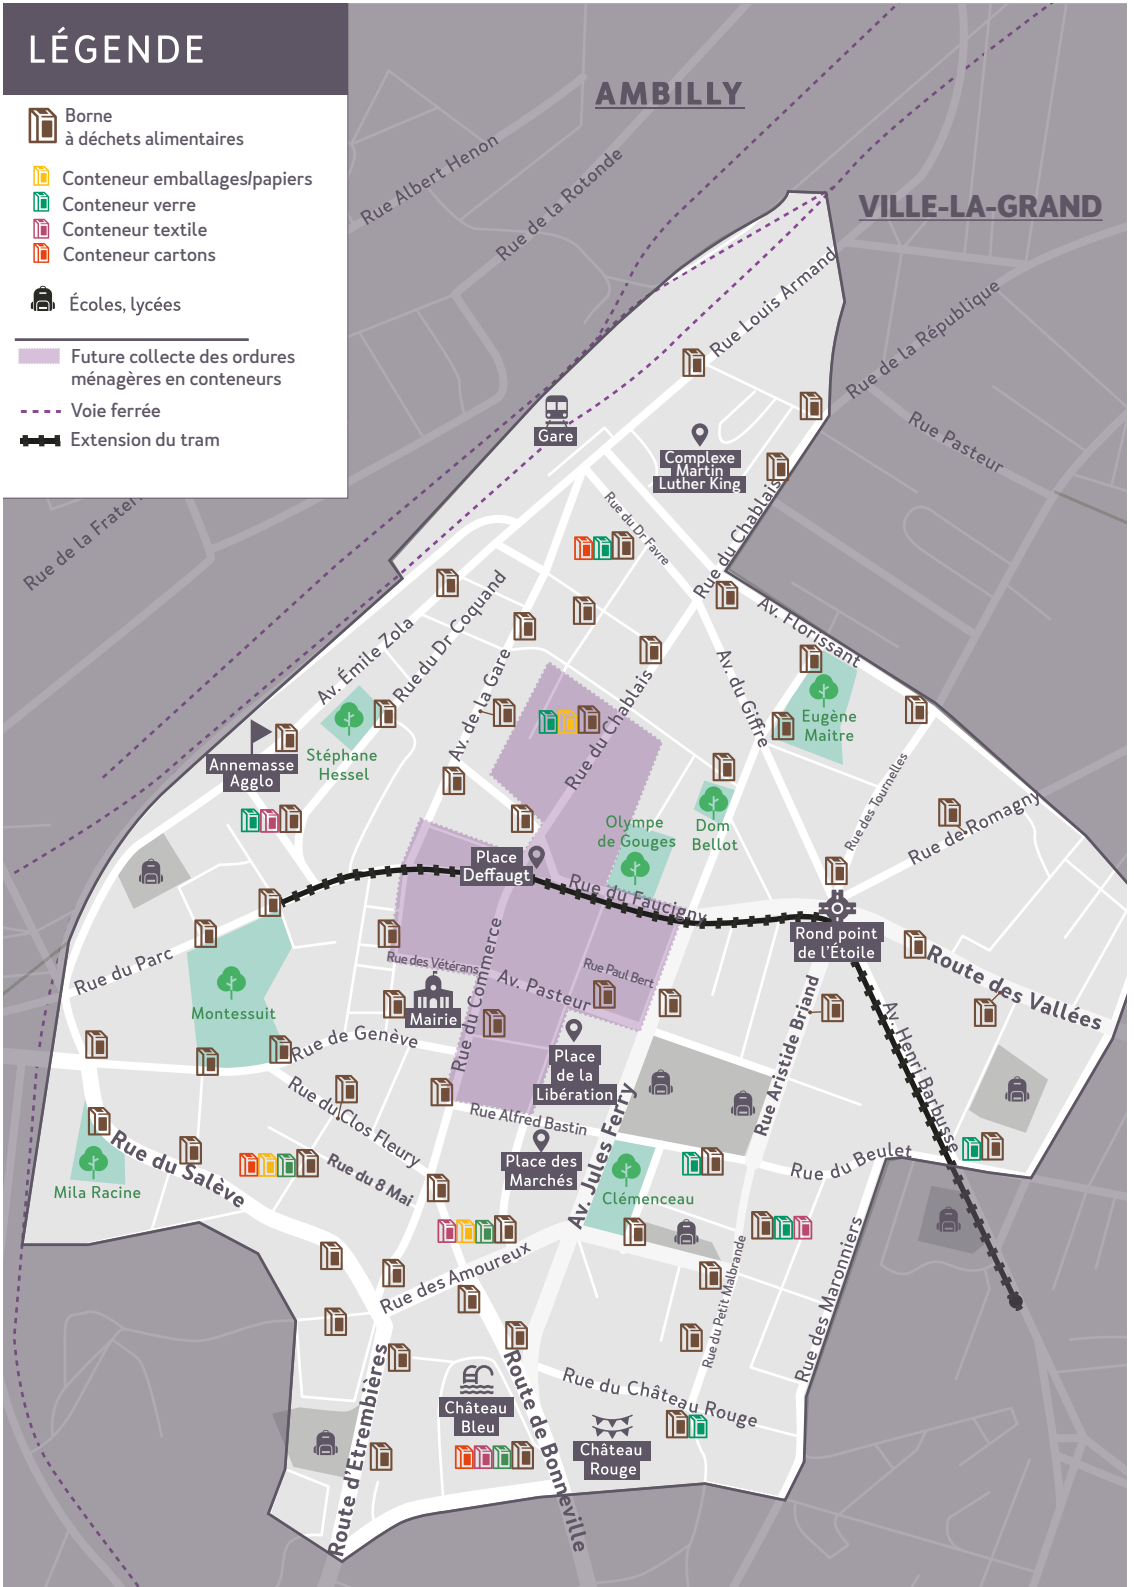 LÉGENDE
Borne
à déchets alimentaires
Conteneur emballages/papiers
Conteneur verre
Conteneur textile
Conteneur cartons
Écoles, lycées
Future collecte des ordures
ménagères en conteneurs
Voie ferrée
Extension du tram
AMBILLY
VILLE-LA-GRAND
Rue Albert Henon
Rue de la Rotonde
Rue Louis Armand
Rue de la République
Rue Pasteur
Gare
Complexe
Martin
Luther King
Rue du Dr Favre
Rue du Chablais
Av. Florissant
Av. Émile Zola
Rue du Dr Coquand
Av. de la Gare
Rue du Chablais
Av. du Giffre
Eugène
Maitre
Stéphane
Hessel
Annemasse
Agglo
Rue des Tournelles
Rue de Romagny
Olympe
de Gouges
Dom
Bellot
Place
Deffaugt
Rue du Faucigny
Rond point
de l'Étoile
Route des Vallées
Rue du Parc
Montessuit
Rue des Vétérans
Rue du Commerce
Av. Pasteur
Rue Paul Bert
Mairie
Rue de Genève
Place
de la
Libération
Rue Aristide Briand
Av. Henri Barbusse
Rue du Clos Fleury
Rue Alfred Bastin
Place des
Marchés
Av. Jules Ferry
Rue du Beulet
Mila Racine
Rue du Salève
Rue du 8 Mai
Clémenceau
Rue des Amoureux
Rue du Petit Malbrande
Rue des Maronniers
Route d'Etrembières
Route de Bonneville
Rue du Château Rouge
Château
Bleu
Château
Rouge